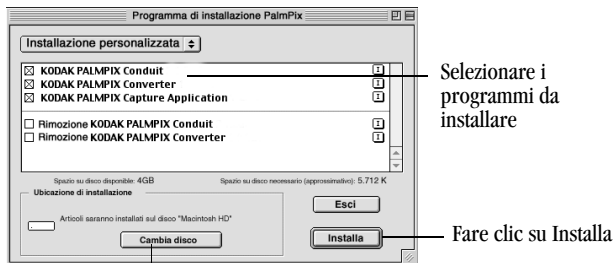 Programma di installazione PalmPix
Installazione personalizzata
KODAK PALMPIX Conduit
KODAK PALMPIX Converter
KODAK PALMPIX Capture Application
Rimozione KODAK PALMPIX Conduit
Rimozione KODAK PALMPIX Converter
Selezionare i
programmi da
installare
Spazio su disco disponibile: 4GB Spazio su disco necessario (approssimativo): 5.712 K
Ubicazione di installazione
Articoli saranno installati sul disco "Macintosh HD"
Cambia disco
Esci
Installa
Fare clic su Installa